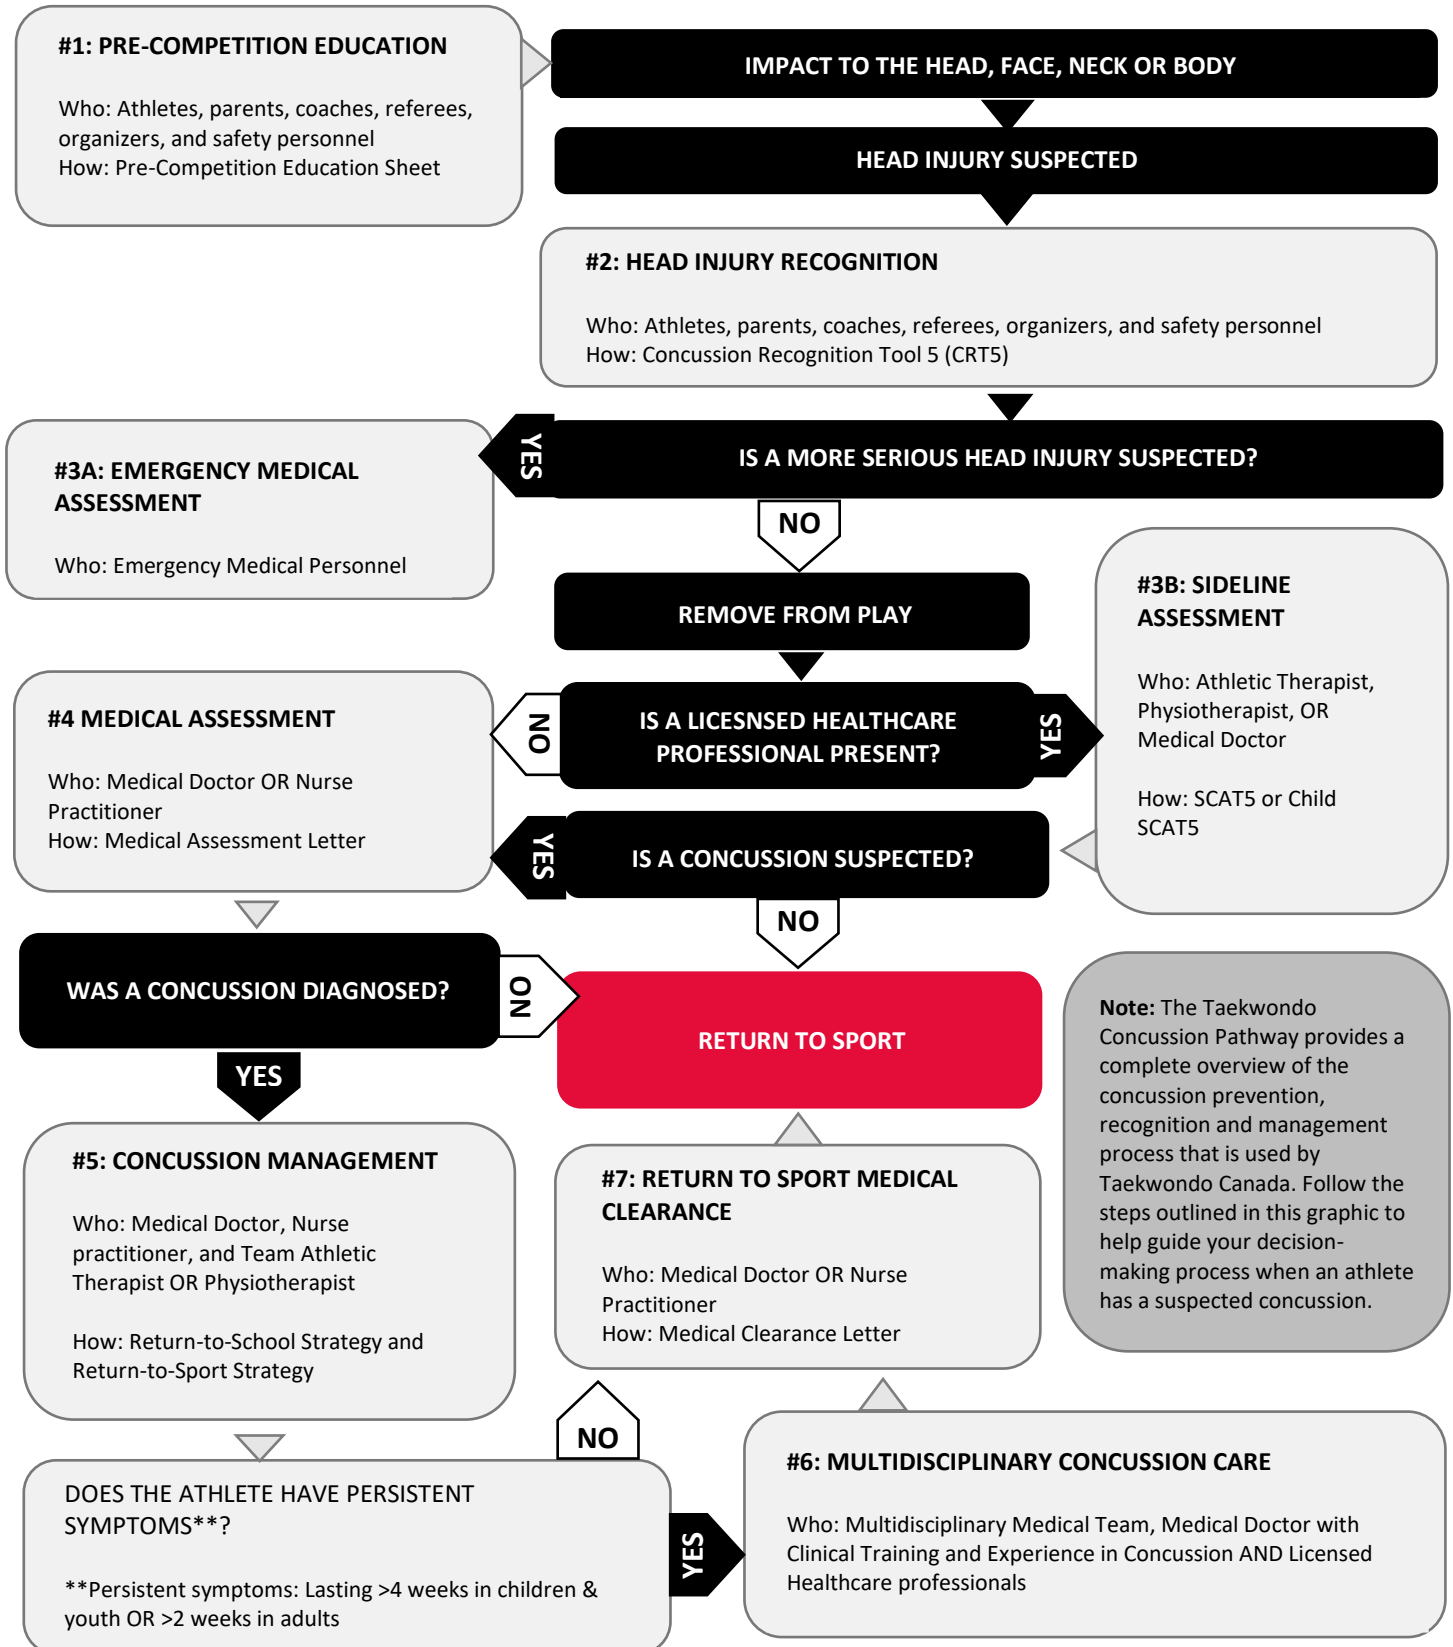 #1: PRE-COMPETITION EDUCATION
Who: Athletes, parents, coaches, referees,
organizers, and safety personnel
How: Pre-Competition Education Sheet
IMPACT TO THE HEAD, FACE, NECK OR BODY
HEAD INJURY SUSPECTED
#2: HEAD INJURY RECOGNITION
Who: Athletes, parents, coaches, referees, organizers, and safety personnel
How: Concussion Recognition Tool 5 (CRT5)
IS A MORE SERIOUS HEAD INJURY SUSPECTED?
YES
#3A: EMERGENCY MEDICAL
ASSESSMENT
Who: Emergency Medical Personnel
NO
REMOVE FROM PLAY
#3B: SIDELINE
ASSESSMENT
Who: Athletic Therapist,
Physiotherapist, OR
Medical Doctor
How: SCAT5 or Child
SCAT5
IS A LICESNSED HEALTHCARE
PROFESSIONAL PRESENT?
NO
YES
#4 MEDICAL ASSESSMENT
Who: Medical Doctor OR Nurse
Practitioner
How: Medical Assessment Letter
IS A CONCUSSION SUSPECTED?
YES
NO
WAS A CONCUSSION DIAGNOSED?
NO
RETURN TO SPORT
YES
Note: The Taekwondo
Concussion Pathway provides a
complete overview of the
concussion prevention,
recognition and management
process that is used by
Taekwondo Canada. Follow the
steps outlined in this graphic to
help guide your decision-
making process when an athlete
has a suspected concussion.
#5: CONCUSSION MANAGEMENT
Who: Medical Doctor, Nurse
practitioner, and Team Athletic
Therapist OR Physiotherapist
How: Return-to-School Strategy and
Return-to-Sport Strategy
#7: RETURN TO SPORT MEDICAL
CLEARANCE
Who: Medical Doctor OR Nurse
Practitioner
How: Medical Clearance Letter
NO
DOES THE ATHLETE HAVE PERSISTENT
SYMPTOMS**?
**Persistent symptoms: Lasting >4 weeks in children &
youth OR >2 weeks in adults
YES
#6: MULTIDISCIPLINARY CONCUSSION CARE
Who: Multidisciplinary Medical Team, Medical Doctor with
Clinical Training and Experience in Concussion AND Licensed
Healthcare professionals